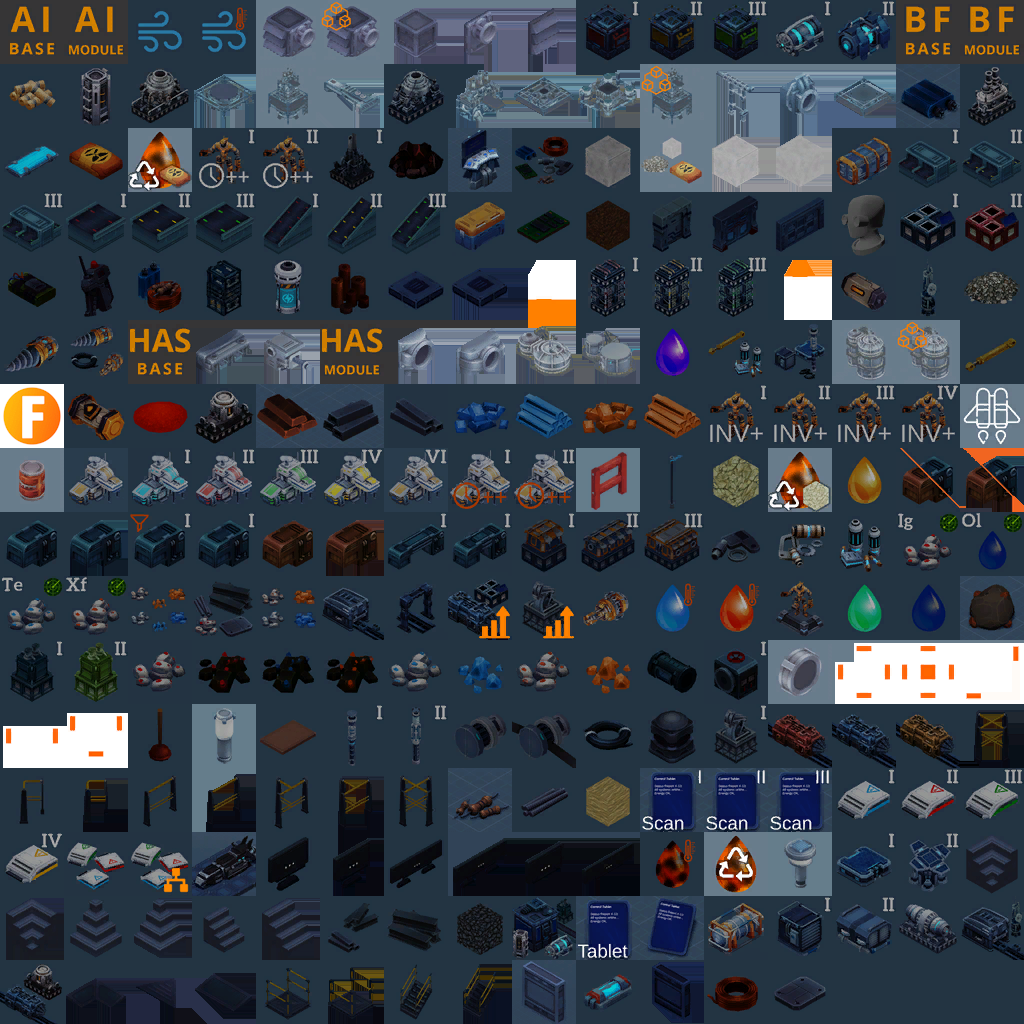 AI AI I II III I II BF BF
BASE MODULE BASE MODULE
I II I II
++ ++
III I II III I II III I II
I II III
HAS HAS
BASE MODULE
F I II III IV
INV+ INV+ INV+ INV+
I II III IV VI I II
++ ++
I I I I I II III Ig Ol
Te Xf
I II I
I II I
I II III I II III
Scan Scan Scan
IV I II
I II
Tablet